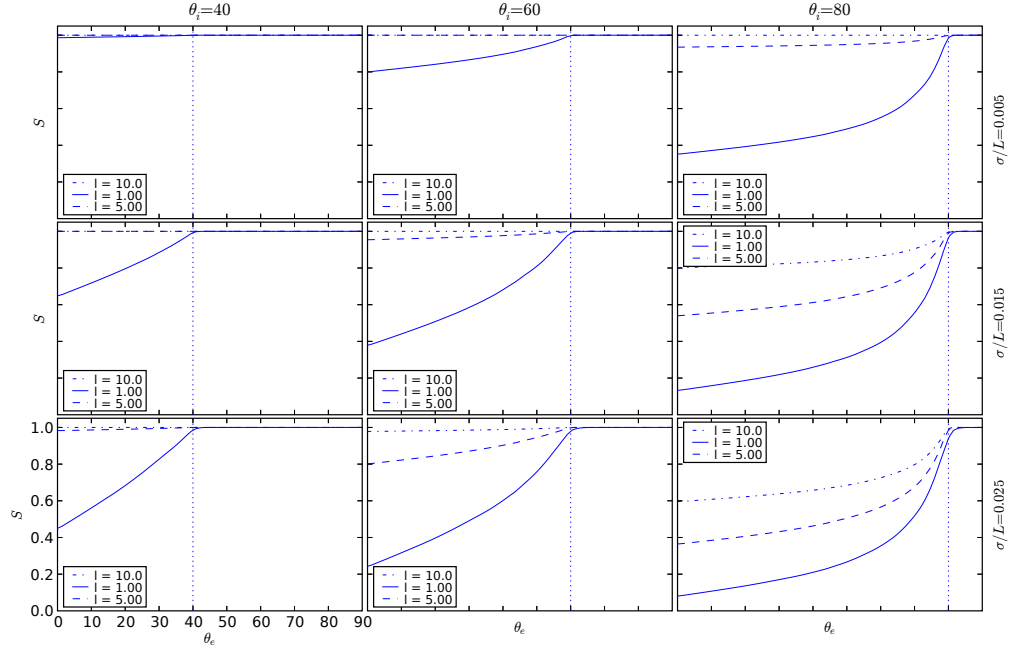 θi=40 θi=60 θi=80
S
σ/L=0.005
l = 10.0
l = 1.00
l = 5.00
l = 10.0
l = 1.00
l = 5.00
l = 10.0
l = 1.00
l = 5.00
S
σ/L=0.015
l = 10.0
l = 1.00
l = 5.00
l = 10.0
l = 1.00
l = 5.00
l = 10.0
l = 1.00
l = 5.00
S
σ/L=0.025
1.0
0.8
0.6
0.4
0.2
0.0
l = 10.0
l = 1.00
l = 5.00
l = 10.0
l = 1.00
l = 5.00
l = 10.0
l = 1.00
l = 5.00
0 10 20 30 40 50 60 70 80 90
θe θe θe